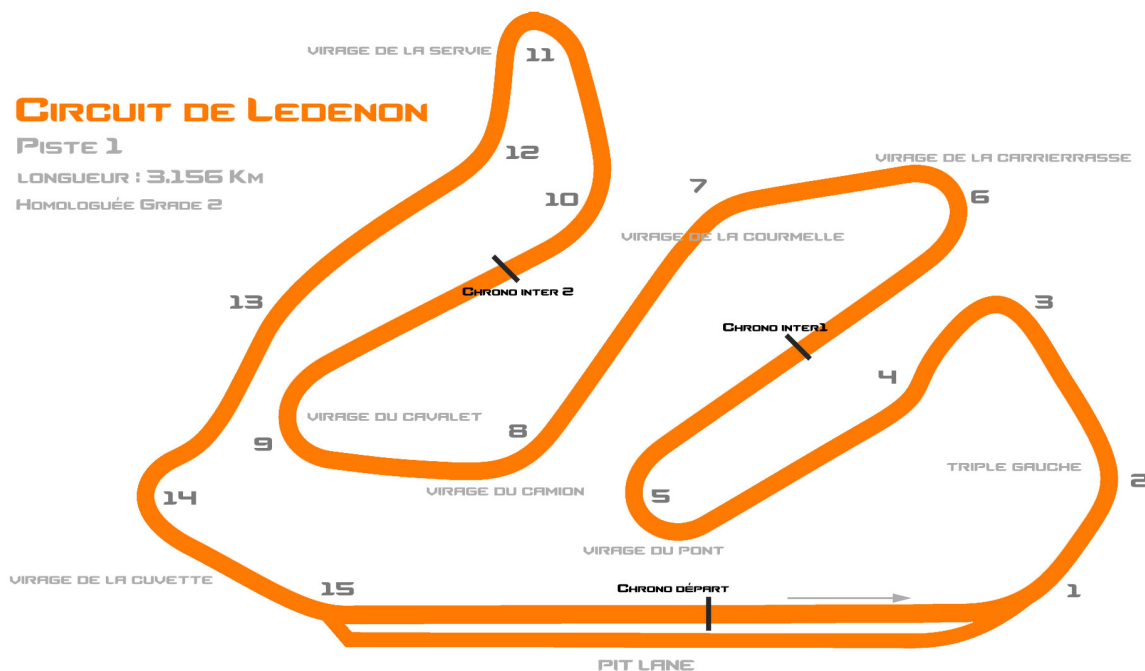 VIRAGE DE LA SERVIE
11
CIRCUIT DE LEDENON
PISTE 1
LONGUEUR : 3.156 KM
HOMOLOGUÉE GRADE 2
12
10
VIRAGE DE LA CARRIERRASSE
7
6
VIRAGE DE LA COURMELLE
CHRONO INTER 2
13
3
CHRONO INTER1
4
VIRAGE DU CAVALET
9
8
VIRAGE DU CAMION
TRIPLE GAUCHE
2
14
5
VIRAGE DU PONT
VIRAGE DE LA CUVETTE
15
CHRONO DÉPART
1
PIT LANE